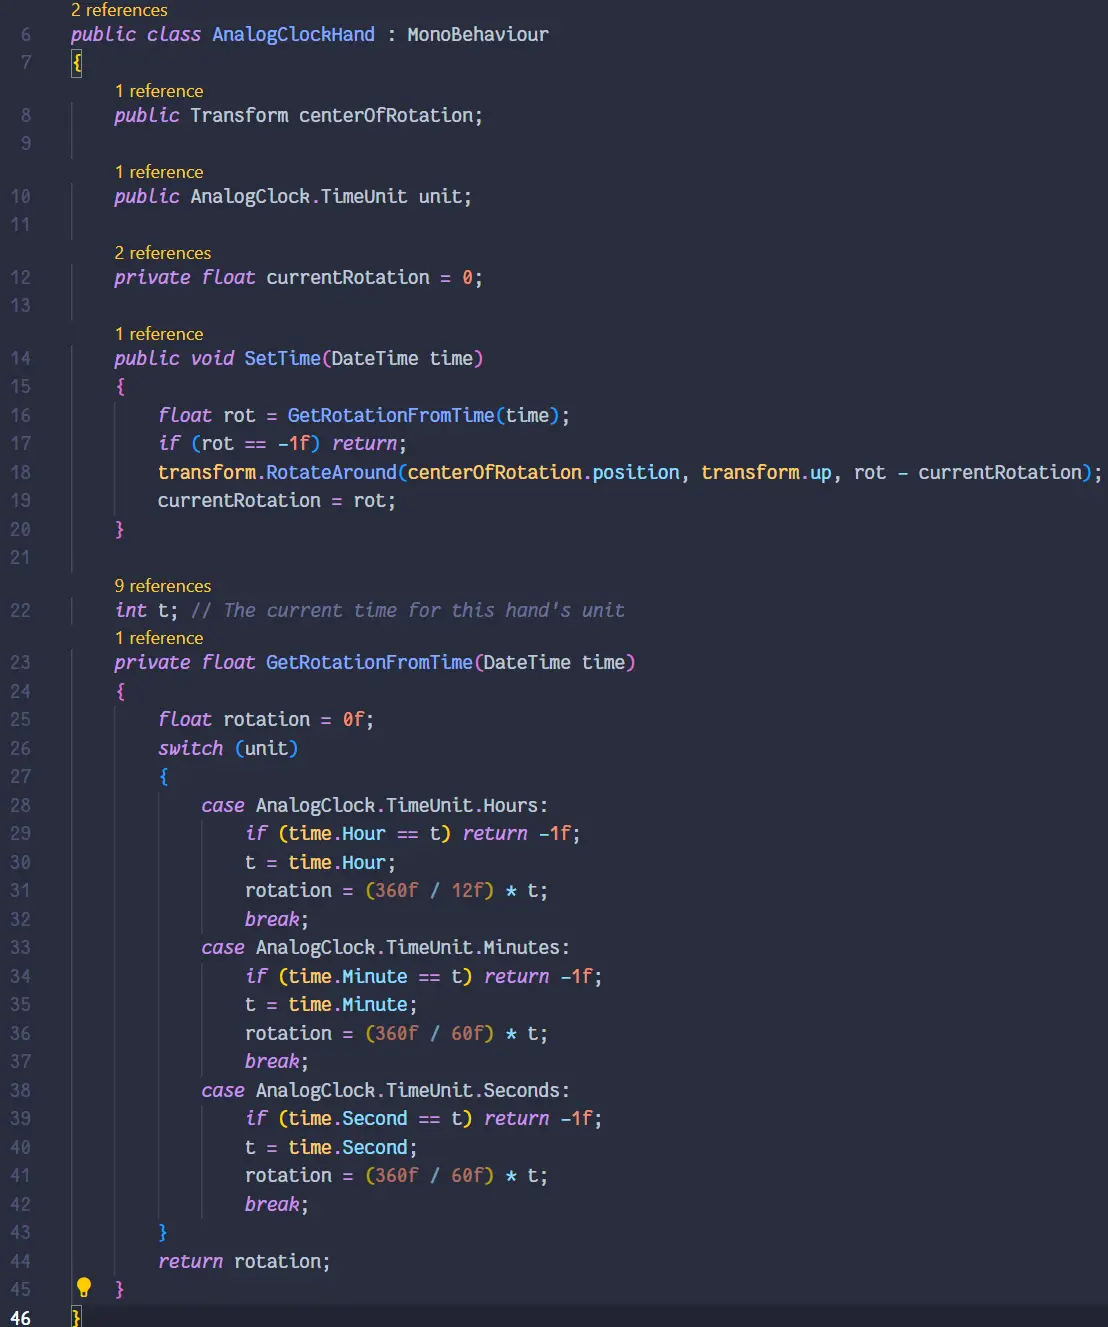 2 references
6 public class AnalogClockHand : MonoBehaviour
7 {
1 reference
8 public Transform centerOfRotation;
9
1 reference
10 public AnalogClock.TimeUnit unit;
11
2 references
12 private float currentRotation = 0;
13
1 reference
14 public void SetTime(DateTime time)
15 {
16 float rot = GetRotationFromTime(time);
17 if (rot == -1f) return;
18 transform.RotateAround(centerOfRotation.position, transform.up, rot - currentRotation);
19 currentRotation = rot;
20 }
21
9 references
22 int t; // The current time for this hand's unit
1 reference
23 private float GetRotationFromTime(DateTime time)
24 {
25 float rotation = 0f;
26 switch (unit)
27 {
28 case AnalogClock.TimeUnit.Hours:
29 if (time.Hour == t) return -1f;
30 t = time.Hour;
31 rotation = (360f / 12f) * t;
32 break;
33 case AnalogClock.TimeUnit.Minutes:
34 if (time.Minute == t) return -1f;
35 t = time.Minute;
36 rotation = (360f / 60f) * t;
37 break;
38 case AnalogClock.TimeUnit.Seconds:
39 if (time.Second == t) return -1f;
40 t = time.Second;
41 rotation = (360f / 60f) * t;
42 break;
43 }
44 return rotation;
45 }
46 }